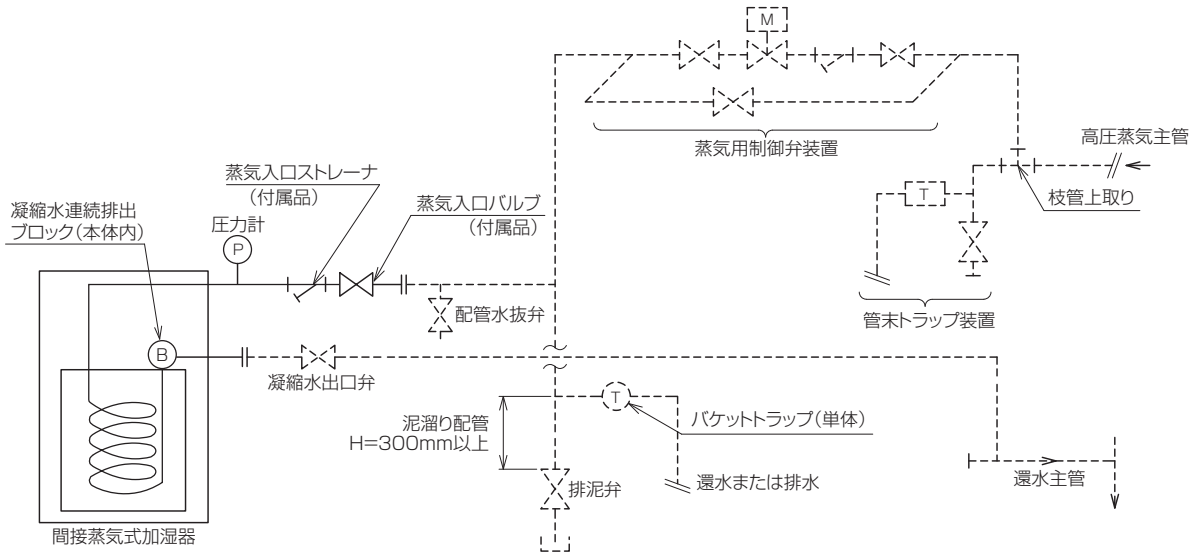 M
蒸気用制御弁装置
高圧蒸気主管
枝管上取り
T
管末トラップ装置
蒸気入口ストレーナ
(付属品)
蒸気入口バルブ
(付属品)
凝縮水連続排出
ブロック(本体内)
圧力計
P
配管水抜弁
B
凝縮水出口弁
泥溜り配管
H=300mm以上
T
バケットトラップ(単体)
排泥弁
還水または排水
還水主管
間接蒸気式加湿器